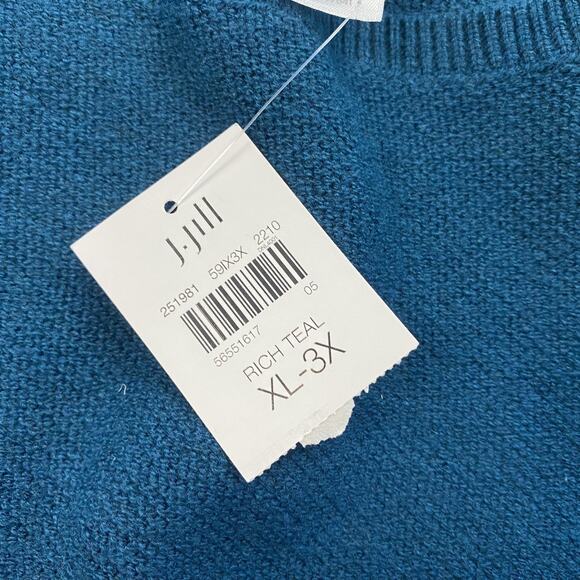 J.Jill
251981 59IX3X 2210
56551617 05
RICH TEAL
XL-3X